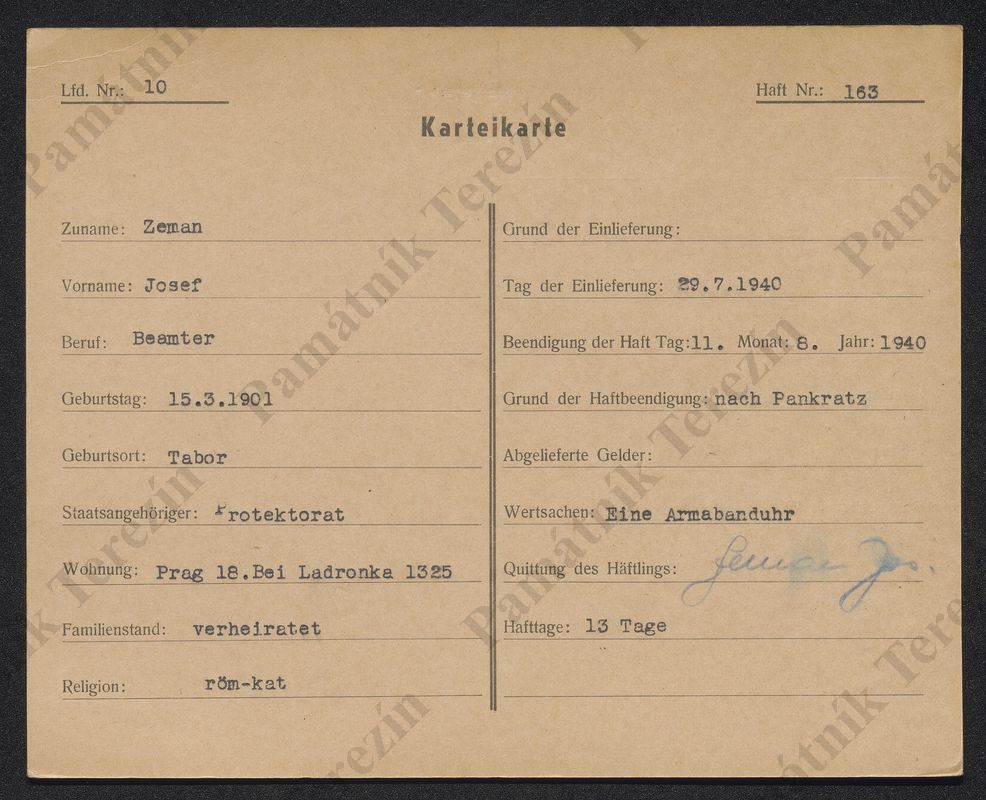 Lfd. Nr.: 10
Haft Nr.: 163
Karteikarte
Zuname: Zeman
Vorname: Josef
Beruf: Beamter
Geburtstag: 15.3.1901
Geburtsort: Tabor
Staatsangehöriger: Protektorat
Wohnung: Prag 18.Bei Ladronka 1325
Familienstand: verheiratet
Religion: röm-kat
Grund der Einlieferung:
Tag der Einlieferung: 29.7.1940
Beendigung der Haft Tag: 11. Monat: 8. Jahr: 1940
Grund der Haftbeendigung: nach Pankratz
Abgelieferte Gelder:
Wertsachen: Eine Armabanduhr
Quittung des Häftlings: Zeman Jos.
Hafttage: 13 Tage
Památník Terezín